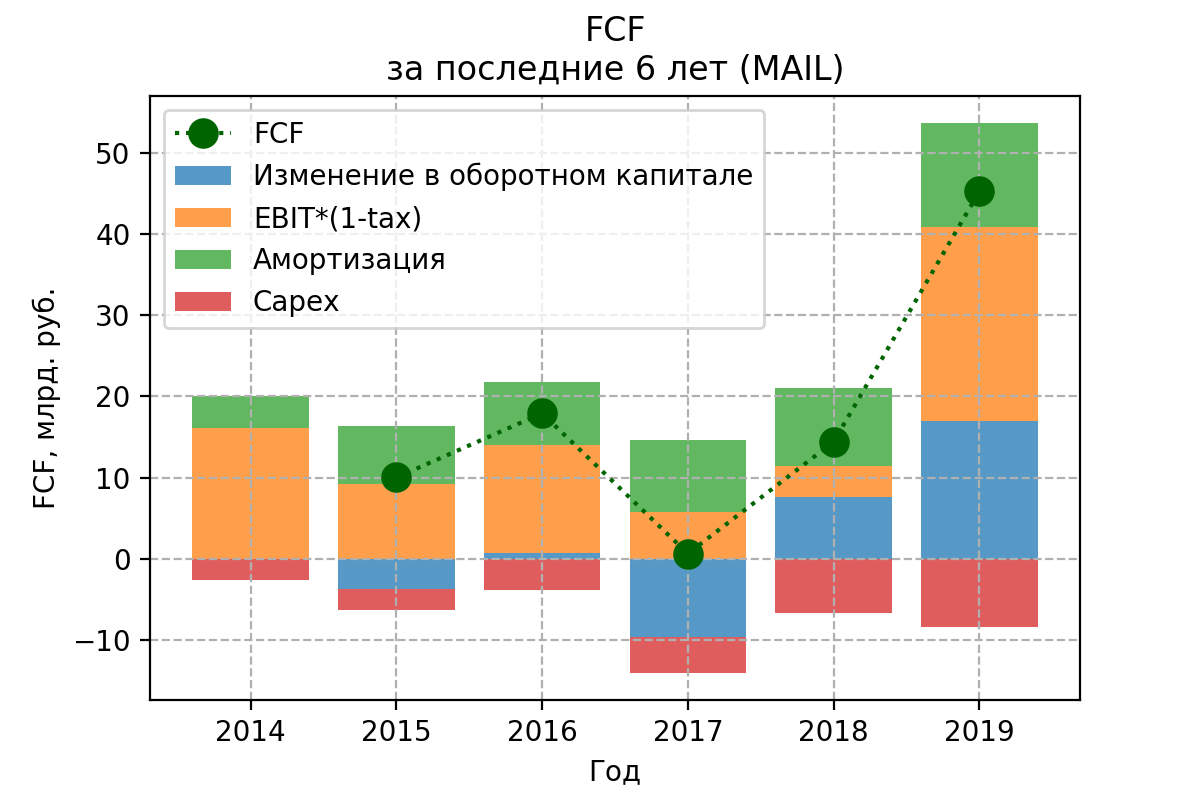 FCF
за последние 6 лет (MAIL)
FCF
Изменение в оборотном капитале
EBIT*(1-tax)
Амортизация
Capex
FCF, млрд. руб.
50
40
30
20
10
0
−10
2014 2015 2016 2017 2018 2019
Год